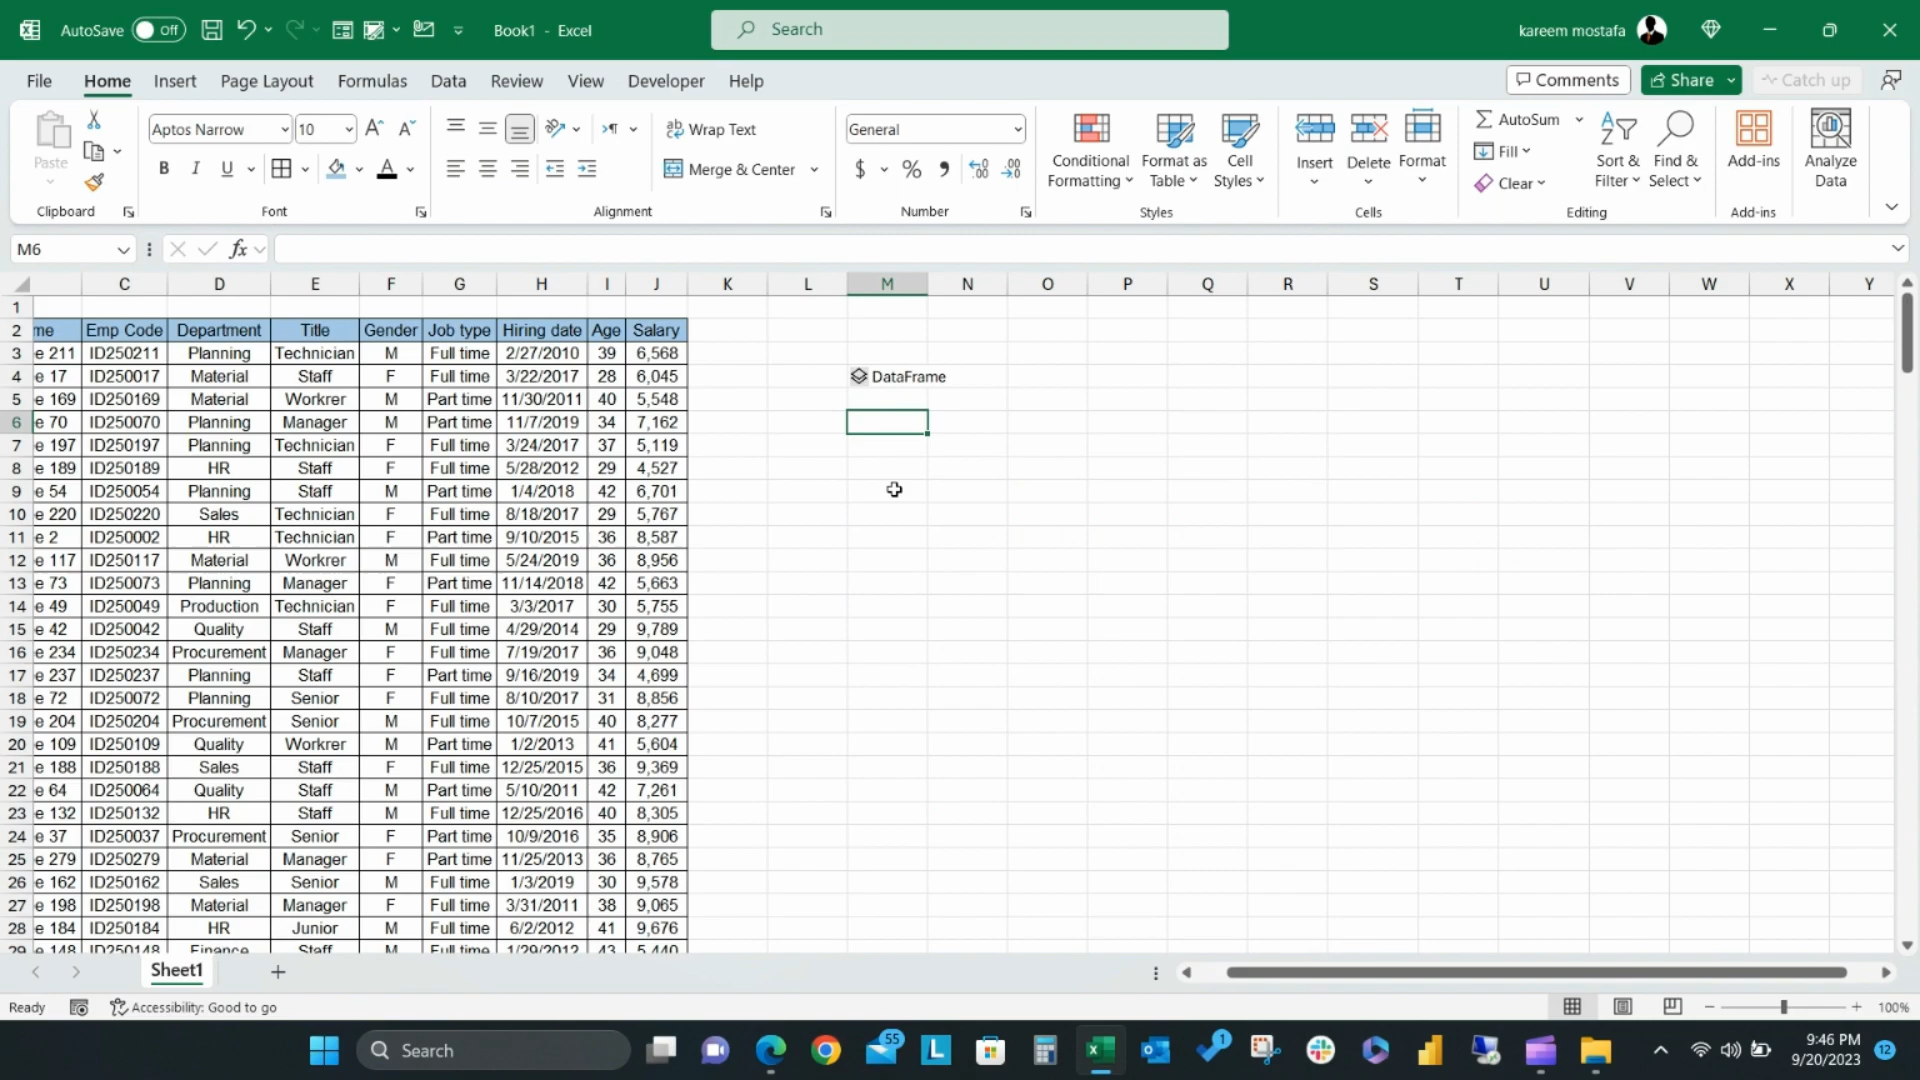 AutoSave Off Book1 - Excel Search kareem mostafa
File Home Insert Page Layout Formulas Data Review View Developer Help Comments Share Catch up
Paste Aptos Narrow 10 Wrap Text General Conditional Formatting Format as Table Cell Styles Insert Delete Format AutoSum Sort & Filter Find & Select Add-ins Analyze Data
B I U Merge & Center $ % Fill Clear
Clipboard Font Alignment Number Styles Cells Editing Add-ins
M6 fx
C D E F G H I J K L M N O P Q R S T U V W X Y
1
2 me Emp Code Department Title Gender Job type Hiring date Age Salary
3 e 211 ID250211 Planning Technician M Full time 2/27/2010 39 6,568
4 e 17 ID250017 Material Staff F Full time 3/22/2017 28 6,045 DataFrame
5 e 169 ID250169 Material Workrer M Part time 11/30/2011 40 5,548
6 e 70 ID250070 Planning Manager M Part time 11/7/2019 34 7,162
7 e 197 ID250197 Planning Technician F Full time 3/24/2017 37 5,119
8 e 189 ID250189 HR Staff F Full time 5/28/2012 29 4,527
9 e 54 ID250054 Planning Staff M Part time 1/4/2018 42 6,701
10 e 220 ID250220 Sales Technician F Full time 8/18/2017 29 5,767
11 e 2 ID250002 HR Technician F Part time 9/10/2015 36 8,587
12 e 117 ID250117 Material Workrer M Full time 5/24/2019 36 8,956
13 e 73 ID250073 Planning Manager F Part time 11/14/2018 42 5,663
14 e 49 ID250049 Production Technician F Full time 3/3/2017 30 5,755
15 e 42 ID250042 Quality Staff M Full time 4/29/2014 29 9,789
16 e 234 ID250234 Procurement Manager F Full time 7/19/2017 36 9,048
17 e 237 ID250237 Planning Staff F Part time 9/16/2019 34 4,699
18 e 72 ID250072 Planning Senior F Full time 8/10/2017 31 8,856
19 e 204 ID250204 Procurement Senior M Full time 10/7/2015 40 8,277
20 e 109 ID250109 Quality Workrer M Part time 1/2/2013 41 5,604
21 e 188 ID250188 Sales Staff F Full time 12/25/2015 36 9,369
22 e 64 ID250064 Quality Staff M Part time 5/10/2011 42 7,261
23 e 132 ID250132 HR Staff M Full time 12/25/2016 40 8,305
24 e 37 ID250037 Procurement Senior F Part time 10/9/2016 35 8,906
25 e 279 ID250279 Material Manager F Part time 11/25/2013 36 8,765
26 e 162 ID250162 Sales Senior M Full time 1/3/2019 30 9,578
27 e 198 ID250198 Material Manager F Full time 3/31/2011 38 9,065
28 e 184 ID250184 HR Junior M Full time 6/2/2012 41 9,676
29 e 148 ID250148 Finance Staff M Full time 1/29/2012 43 5,440
Sheet1
Ready Accessibility: Good to go 100%
Search 55 1 9:46 PM 12
9/20/2023